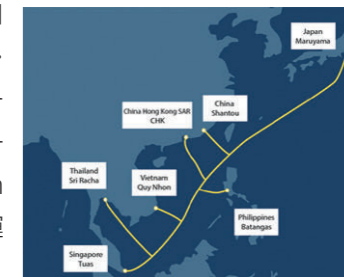 Japan
Maruyama
China Hong Kong SAR
CHK
China
Shantou
Thailand
Sri Racha
Vietnam
Quy Nhon
Philippines
Batangas
Singapore
Tuas